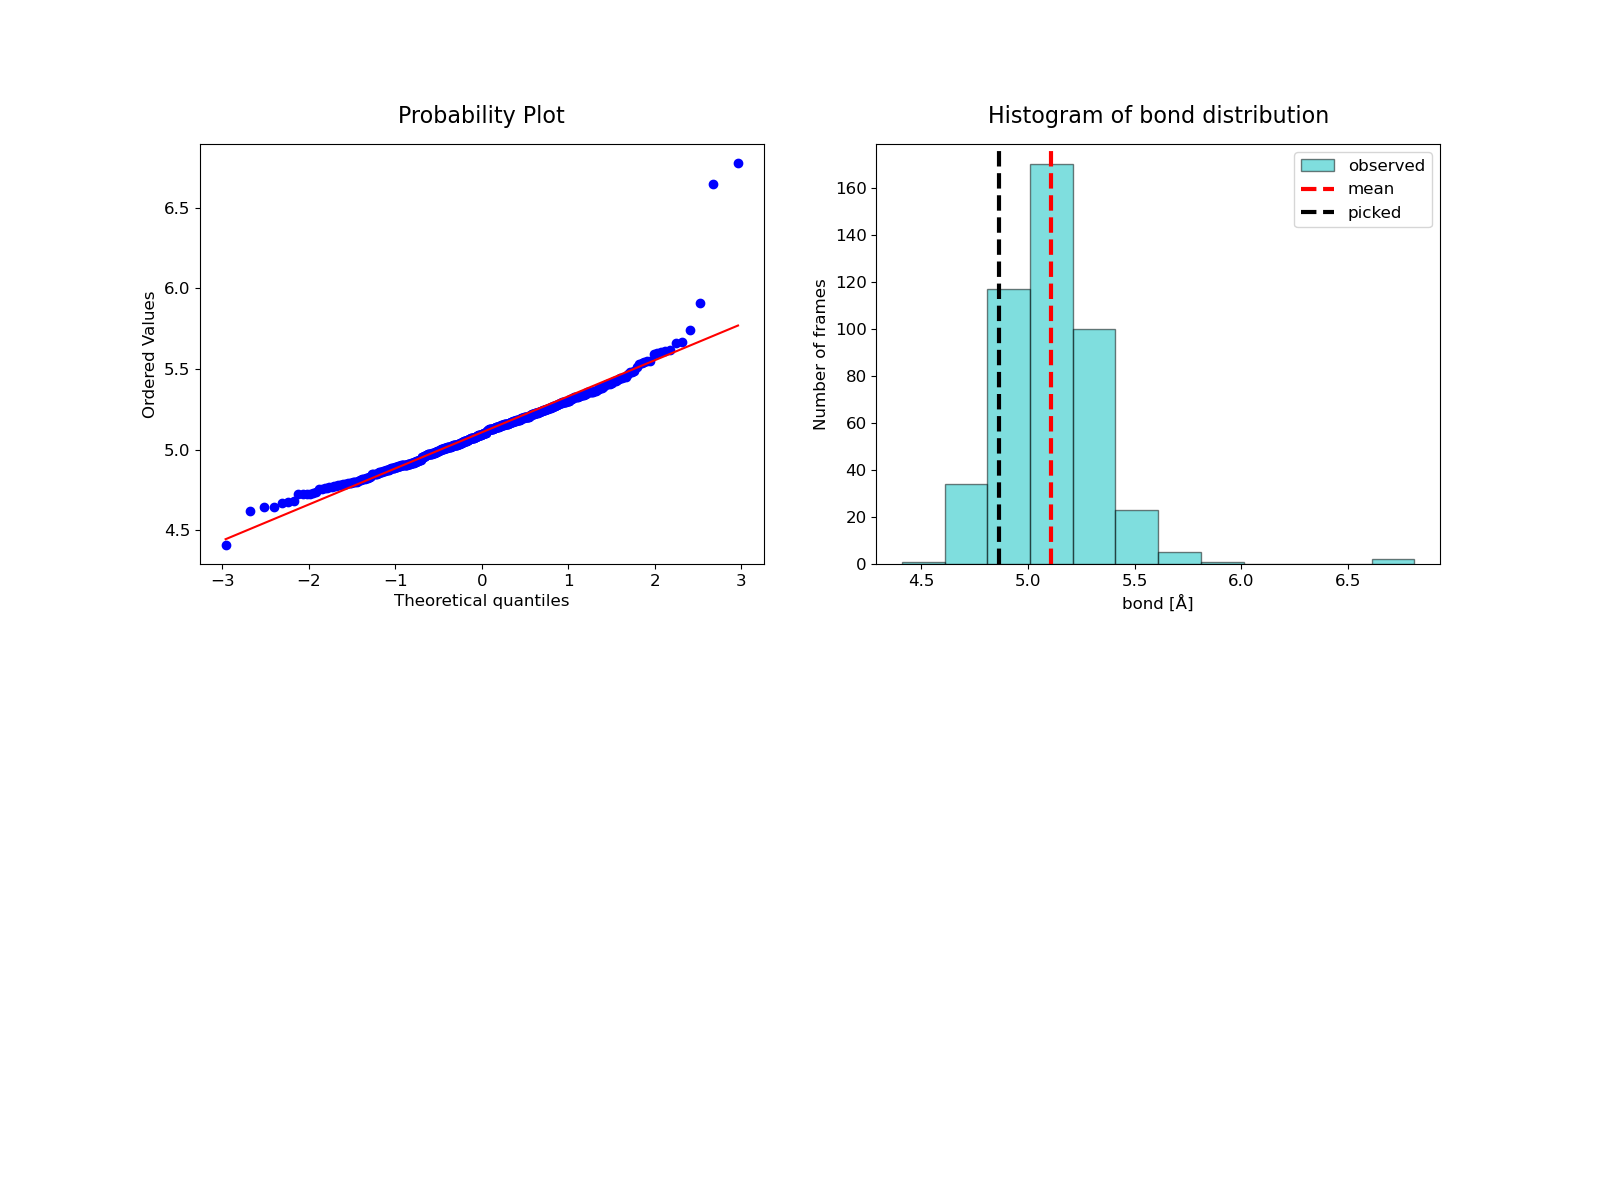 Probability Plot
Ordered Values
6.5
6.0
5.5
5.0
4.5
−3 −2 −1 0 1 2 3
Theoretical quantiles
Histogram of bond distribution
Number of frames
160
140
120
100
80
60
40
20
0
4.5 5.0 5.5 6.0 6.5
bond [Å]
observed
mean
picked